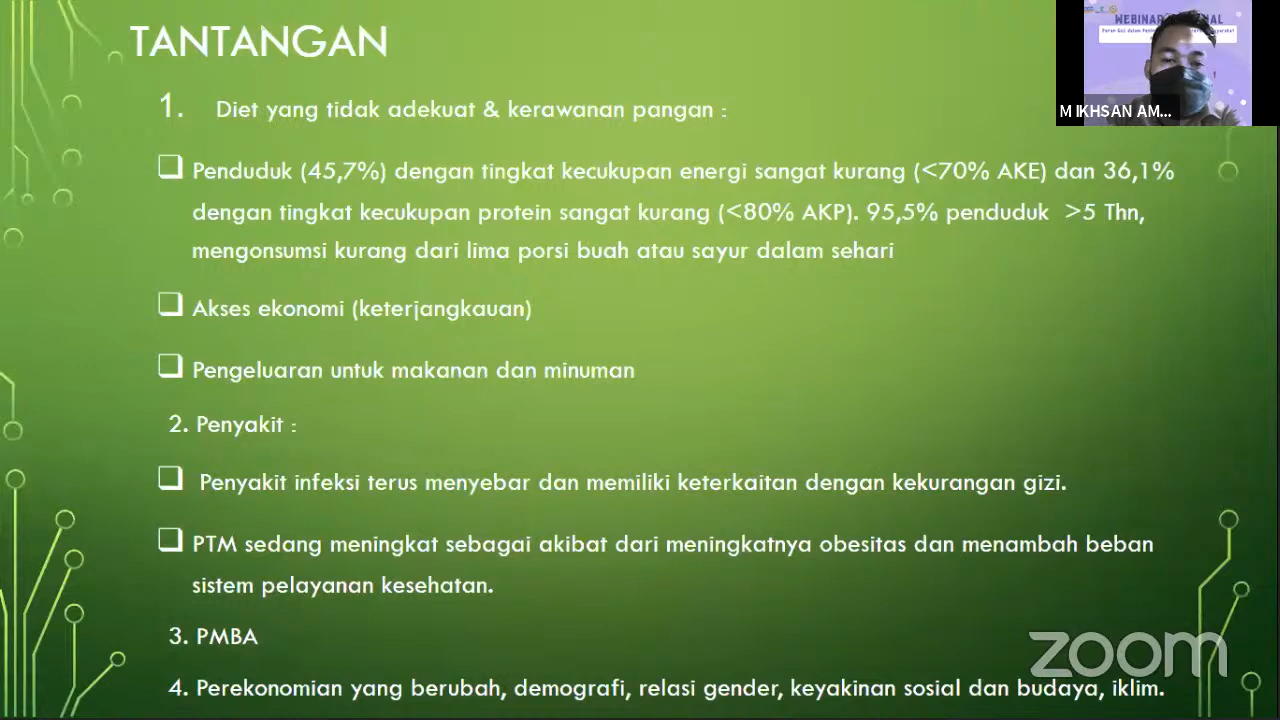 TANTANGAN
1. Diet yang tidak adekuat & kerawanan pangan :
Penduduk (45,7%) dengan tingkat kecukupan energi sangat kurang (<70% AKE) dan 36,1%
dengan tingkat kecukupan protein sangat kurang (<80% AKP). 95,5% penduduk >5 Thn,
mengonsumsi kurang dari lima porsi buah atau sayur dalam sehari
Akses ekonomi (keterjangkauan)
Pengeluaran untuk makanan dan minuman
2. Penyakit :
Penyakit infeksi terus menyebar dan memiliki keterkaitan dengan kekurangan gizi.
PTM sedang meningkat sebagai akibat dari meningkatnya obesitas dan menambah beban
sistem pelayanan kesehatan.
3. PMBA
4. Perekonomian yang berubah, demografi, relasi gender, keyakinan sosial dan budaya, iklim.
WEBINAR
M IKHSAN AM...
zoom